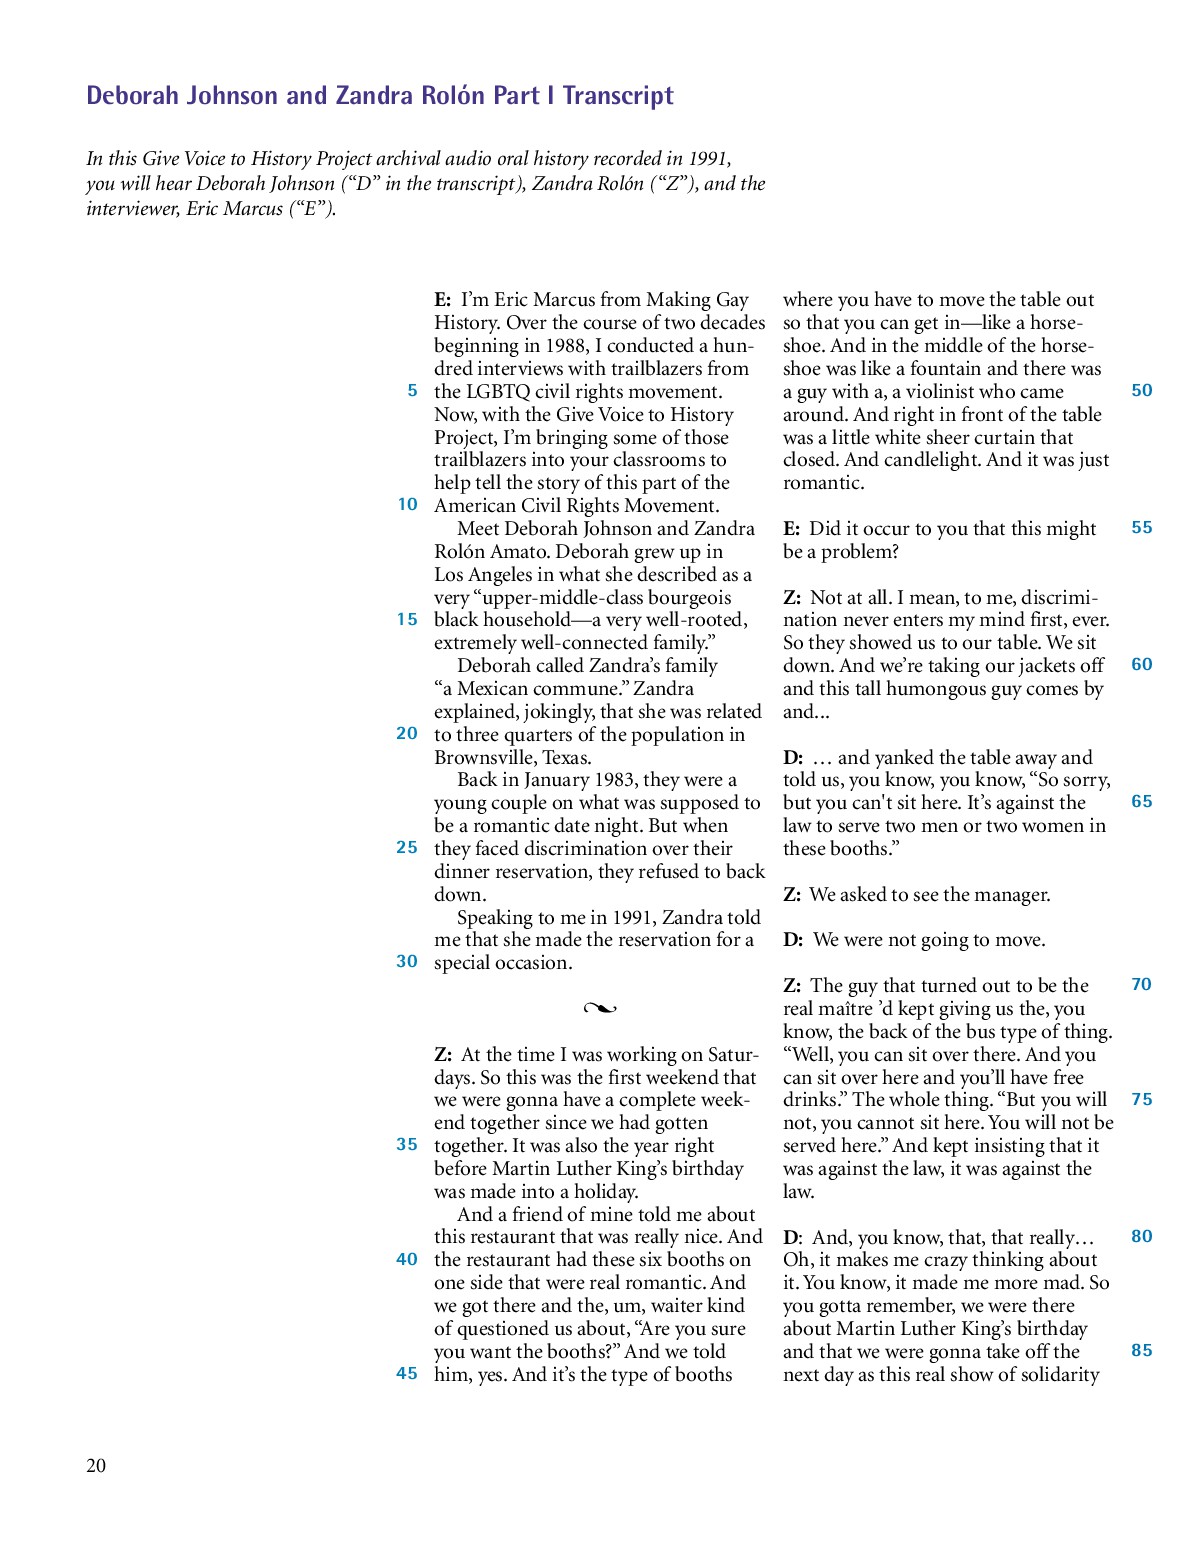 Deborah Johnson and Zandra Rolón Part I Transcript
In this Give Voice to History Project archival audio oral history recorded in 1991,
you will hear Deborah Johnson (“D” in the transcript), Zandra Rolón (“Z”), and the
interviewer, Eric Marcus (“E”).
E: I’m Eric Marcus from Making Gay
History. Over the course of two decades
beginning in 1988, I conducted a hun-
dred interviews with trailblazers from
5 the LGBTQ civil rights movement.
Now, with the Give Voice to History
Project, I’m bringing some of those
trailblazers into your classrooms to
help tell the story of this part of the
10 American Civil Rights Movement.
Meet Deborah Johnson and Zandra
Rolón Amato. Deborah grew up in
Los Angeles in what she described as a
very “upper-middle-class bourgeois
15 black household—a very well-rooted,
extremely well-connected family.”
Deborah called Zandra’s family
“a Mexican commune.” Zandra
explained, jokingly, that she was related
20 to three quarters of the population in
Brownsville, Texas.
Back in January 1983, they were a
young couple on what was supposed to
be a romantic date night. But when
25 they faced discrimination over their
dinner reservation, they refused to back
down.
Speaking to me in 1991, Zandra told
me that she made the reservation for a
30 special occasion.
Z: At the time I was working on Satur-
days. So this was the first weekend that
we were gonna have a complete week-
end together since we had gotten
35 together. It was also the year right
before Martin Luther King’s birthday
was made into a holiday.
And a friend of mine told me about
this restaurant that was really nice. And
40 the restaurant had these six booths on
one side that were real romantic. And
we got there and the, um, waiter kind
of questioned us about, “Are you sure
you want the booths?” And we told
45 him, yes. And it’s the type of booths
where you have to move the table out
so that you can get in—like a horse-
shoe. And in the middle of the horse-
shoe was like a fountain and there was
a guy with a, a violinist who came 50
around. And right in front of the table
was a little white sheer curtain that
closed. And candlelight. And it was just
romantic.
E: Did it occur to you that this might 55
be a problem?
Z: Not at all. I mean, to me, discrimi-
nation never enters my mind first, ever.
So they showed us to our table. We sit
down. And we’re taking our jackets off 60
and this tall humongous guy comes by
and...
D: … and yanked the table away and
told us, you know, you know, “So sorry,
but you can't sit here. It’s against the 65
law to serve two men or two women in
these booths.”
Z: We asked to see the manager.
D: We were not going to move.
Z: The guy that turned out to be the 70
real maître ’d kept giving us the, you
know, the back of the bus type of thing.
“Well, you can sit over there. And you
can sit over here and you’ll have free
drinks.” The whole thing. “But you will 75
not, you cannot sit here. You will not be
served here.” And kept insisting that it
was against the law, it was against the
law.
D: And, you know, that, that really… 80
Oh, it makes me crazy thinking about
it. You know, it made me more mad. So
you gotta remember, we were there
about Martin Luther King’s birthday
and that we were gonna take off the 85
next day as this real show of solidarity
20